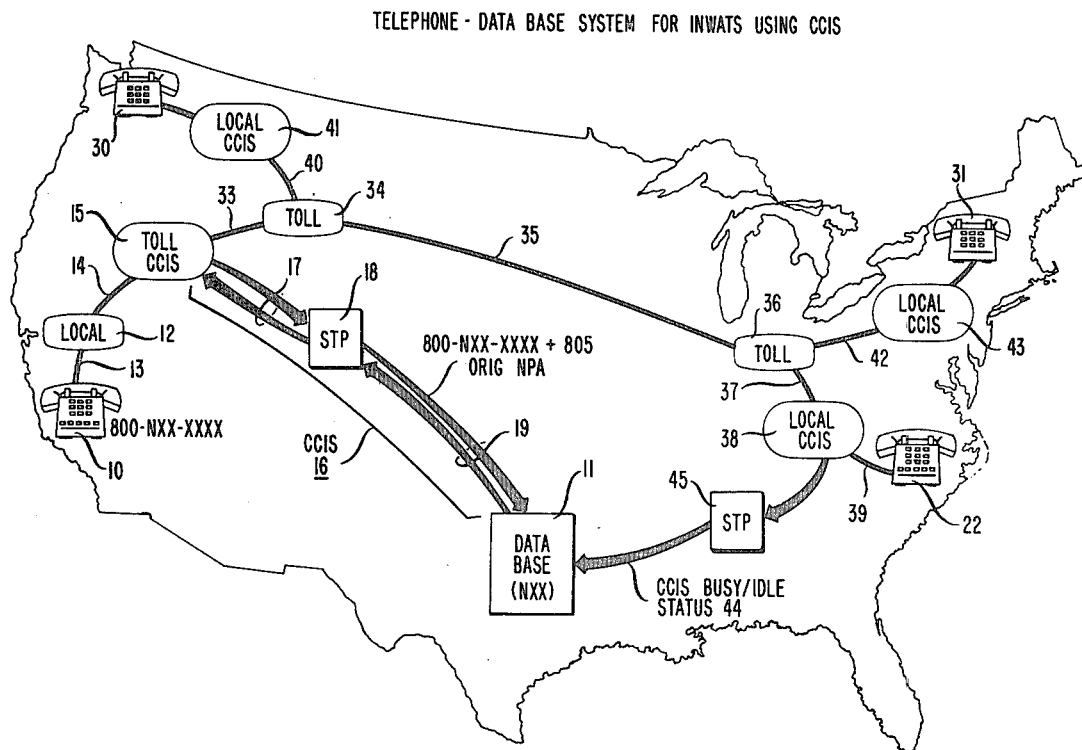 TELEPHONE - DATA BASE SYSTEM FOR INWATS USING CCIS
30
LOCAL
CCIS
41
40
34
33
TOLL
15
TOLL
CCIS
14
17
18
STP
35
31
LOCAL
12
13
800-NXX-XXXX
10
800-NXX-XXXX + 805
ORIG NPA
CCIS
16
19
11
DATA
BASE
(NXX)
36
TOLL
42
LOCAL
CCIS
43
37
38
LOCAL
CCIS
39
22
45
STP
CCIS BUSY/IDLE
STATUS 44